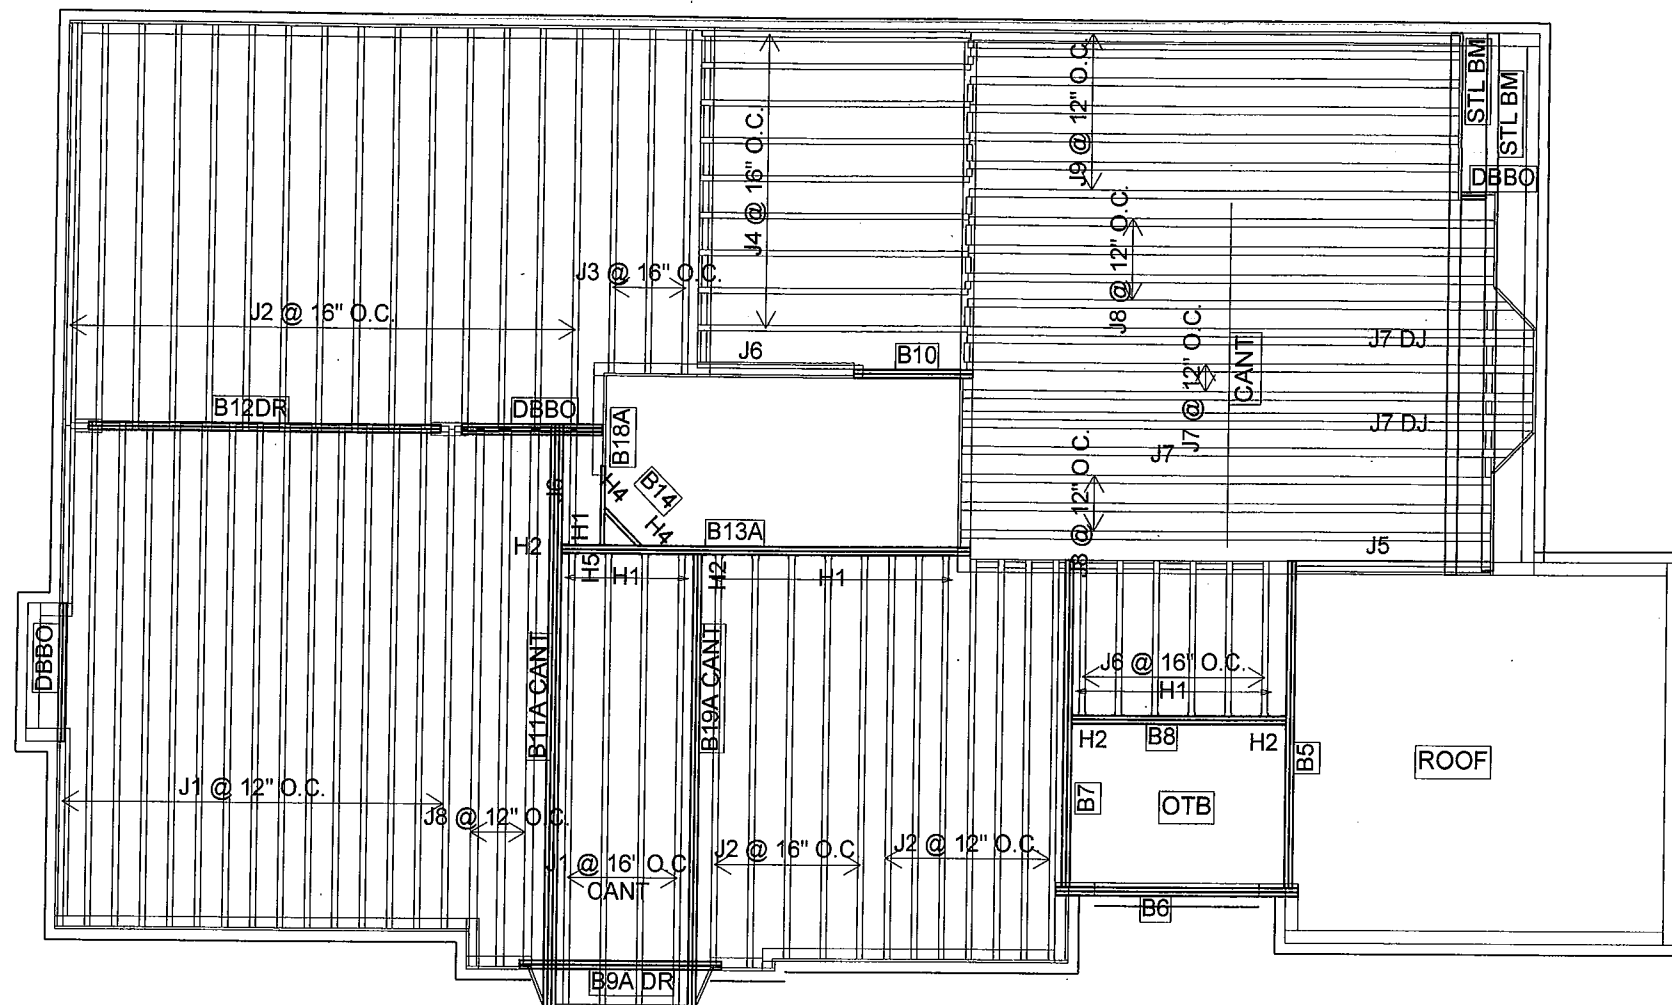 STL BM
STL BM
DBBO
J9 @ 12" O.C.
J4 @ 16" O.C.
J3 @ 16" O.C.
J2 @ 16" O.C.
J8 @ 12" O.C.
J7 @ 12" O.C.
CANT
J7 DJ
J6
B10
B12DR
DBBO
B18A
J7 DJ
J7
J8 @ 12" O.C.
J6
H4
B14
H4
H1
B13A
H2
H5
H1
H2
H1
J5
DBBO
B11A CANT
B19A CANT
J6 @ 16" O.C.
H1
H2
B8
H2
B5
ROOF
B7
OTB
J1 @ 12" O.C.
J8 @ 12" O.C.
J1 @ 16' O.C
CANT
J2 @ 16" O.C
J2 @ 12" O.C.
B6
B9A DR